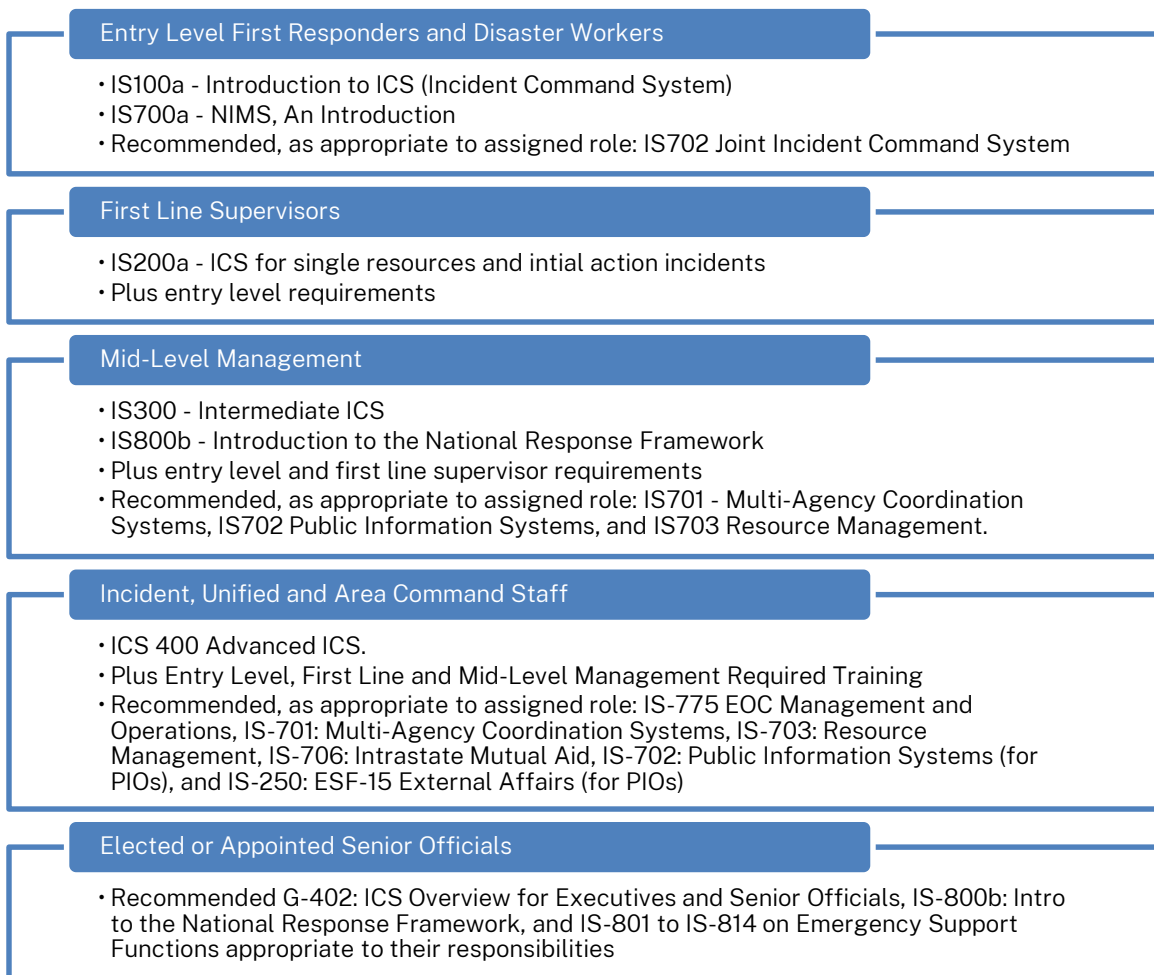 Entry Level First Responders and Disaster Workers
• IS100a - Introduction to ICS (Incident Command System)
• IS700a - NIMS, An Introduction
• Recommended, as appropriate to assigned role: IS702 Joint Incident Command System
First Line Supervisors
• IS200a - ICS for single resources and intial action incidents
• Plus entry level requirements
Mid-Level Management
• IS300 - Intermediate ICS
• IS800b - Introduction to the National Response Framework
• Plus entry level and first line supervisor requirements
• Recommended, as appropriate to assigned role: IS701 - Multi-Agency Coordination
Systems, IS702 Public Information Systems, and IS703 Resource Management.
Incident, Unified and Area Command Staff
• ICS 400 Advanced ICS.
• Plus Entry Level, First Line and Mid-Level Management Required Training
• Recommended, as appropriate to assigned role: IS-775 EOC Management and
Operations, IS-701: Multi-Agency Coordination Systems, IS-703: Resource
Management, IS-706: Intrastate Mutual Aid, IS-702: Public Information Systems (for
PIOs), and IS-250: ESF-15 External Affairs (for PIOs)
Elected or Appointed Senior Officials
• Recommended G-402: ICS Overview for Executives and Senior Officials, IS-800b: Intro
to the National Response Framework, and IS-801 to IS-814 on Emergency Support
Functions appropriate to their responsibilities